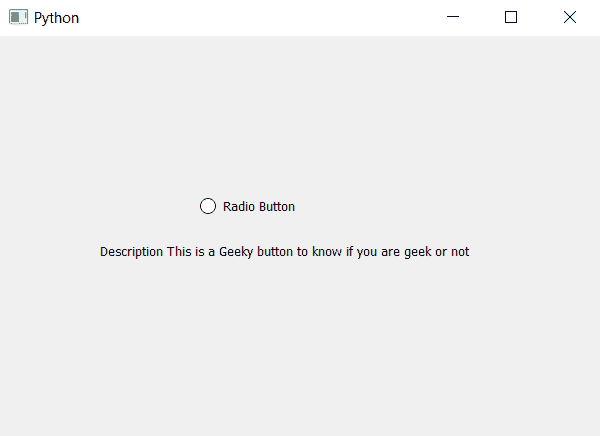 Python
Radio Button
Description This is a Geeky button to know if you are geek or not